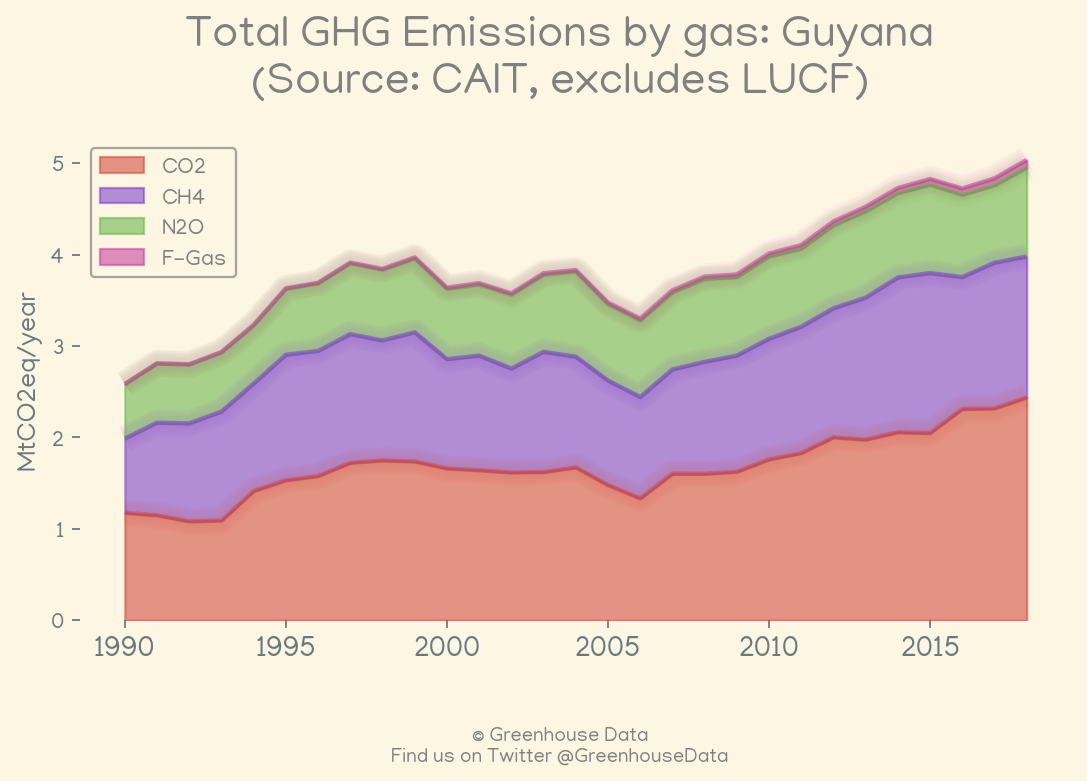 Total GHG Emissions by gas: Guyana
(Source: CAIT, excludes LUCF)
5
4
3
2
1
0
MtCO2eq/year
CO2
CH4
N2O
F-Gas
1990 1995 2000 2005 2010 2015
© Greenhouse Data
Find us on Twitter @GreenhouseData